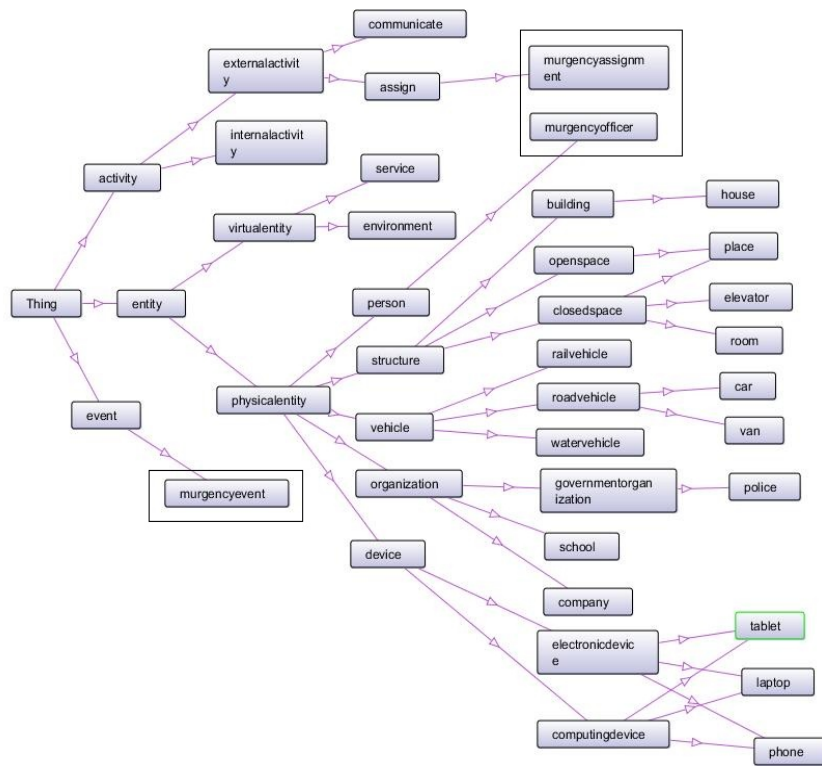 communicate
externalactivit
y
assign
murgencyassignm
ent
murgencyofficer
internalactivit
y
activity
service
virtualentity
environment
building
house
openspace
place
Thing
entity
person
closedspace
elevator
structure
room
railvehicle
physicalentity
roadvehicle
car
event
vehicle
van
watervehicle
murgencyevent
organization
governmentorgan
ization
police
device
school
company
tablet
electronicdevic
e
laptop
computingdevice
phone